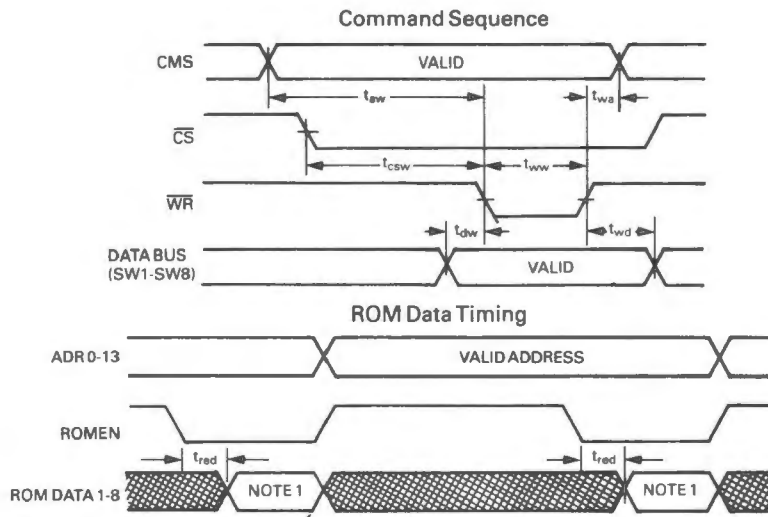 Command Sequence
CMS
VALID
t_aw
t_wa
CS
t_csw
t_ww
WR
t_dw
t_wd
DATA BUS
(SW1-SW8)
VALID
ROM Data Timing
ADR 0-13
VALID ADDRESS
ROMEN
t_red
t_red
ROM DATA 1-8
NOTE 1
NOTE 1